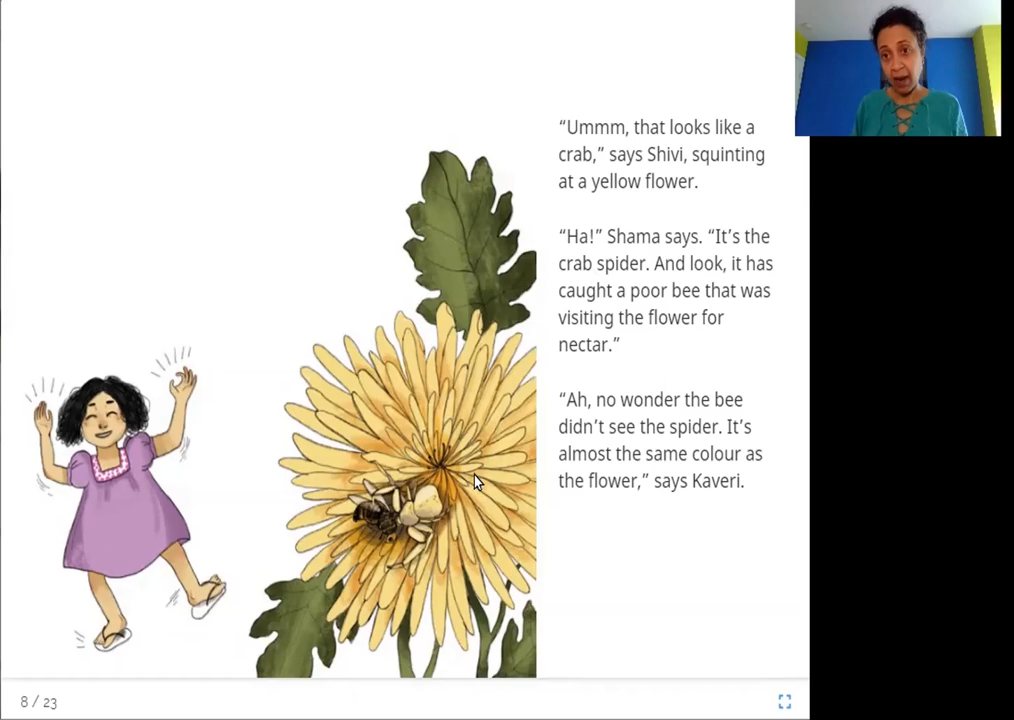 “Ummm, that looks like a
crab,” says Shivi, squinting
at a yellow flower.
“Ha!” Shama says. “It’s the
crab spider. And look, it has
caught a poor bee that was
visiting the flower for
nectar.”
“Ah, no wonder the bee
didn’t see the spider. It’s
almost the same colour as
the flower,” says Kaveri.
8 / 23